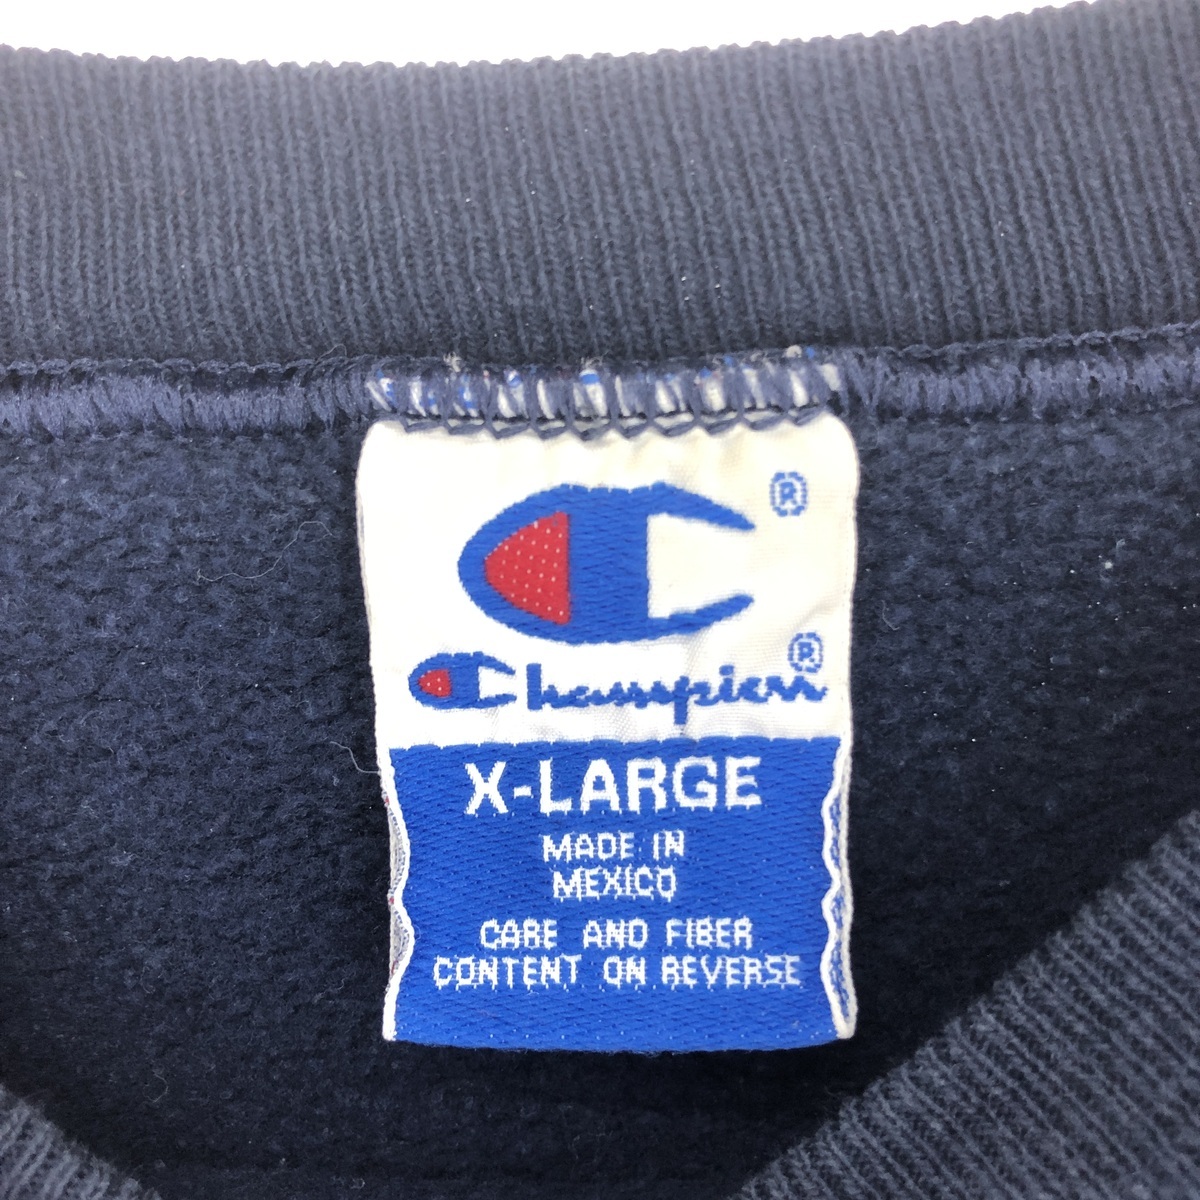 ®
Champion®
X-LARGE
MADE IN
MEXICO
CARE AND FIBER
CONTENT ON REVERSE